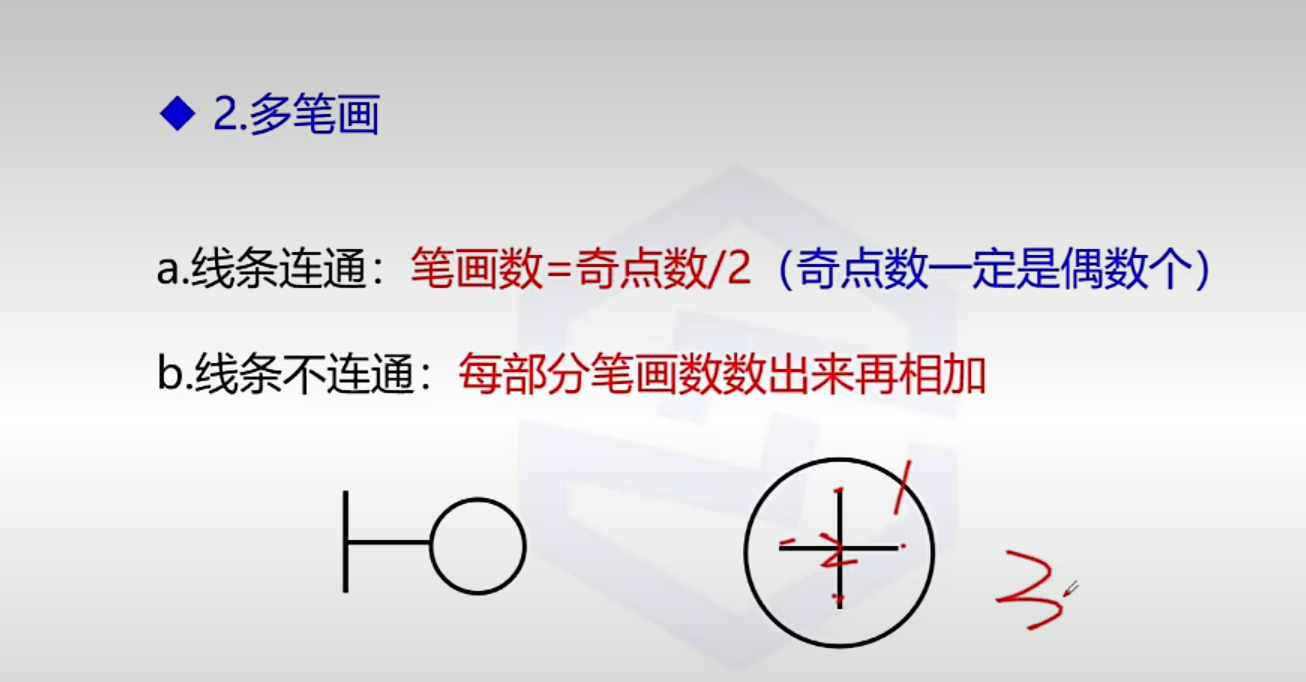 ◆ 2.多笔画
a.线条连通：笔画数=奇点数/2（奇点数一定是偶数个）
b.线条不连通：每部分笔画数数出来再相加
1
2
3